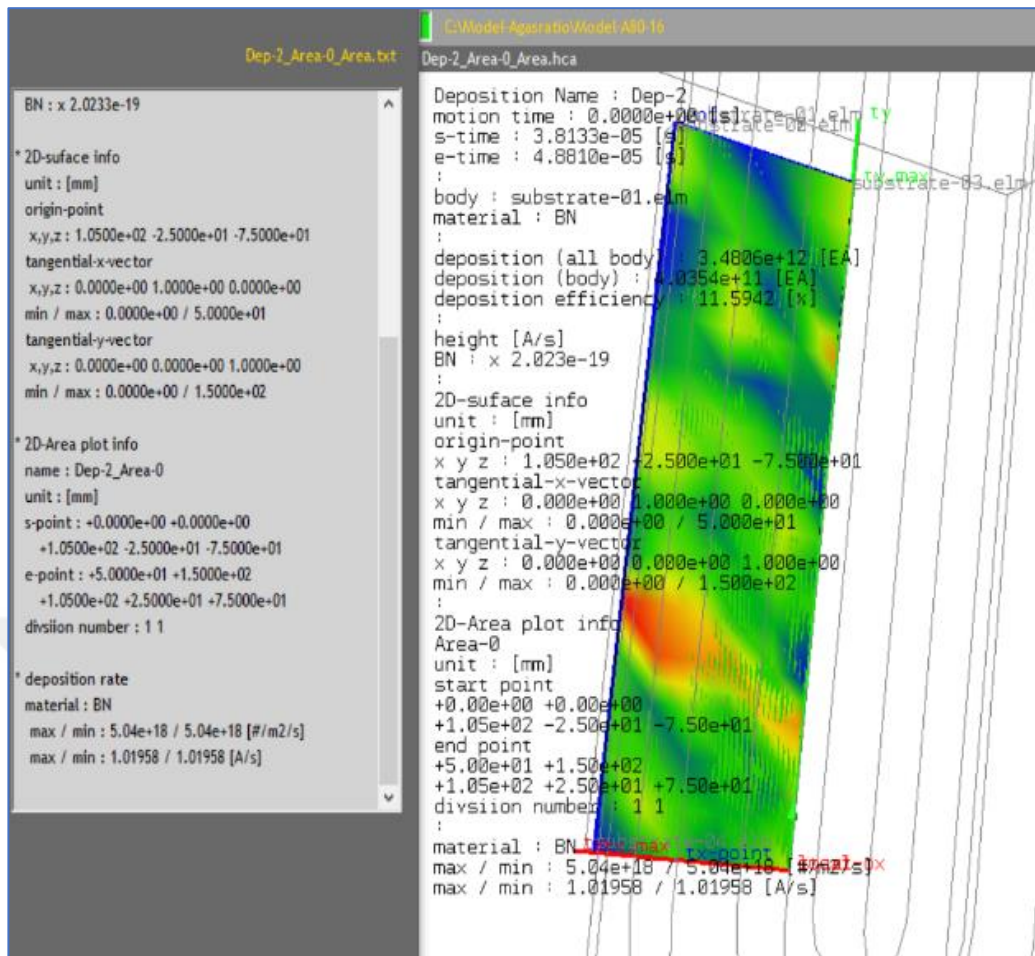 Dep-2_Area-0_Area.txt
BN : x 2.0233e-19
* 2D-suface info
unit : [mm]
origin-point
x,y,z : 1.0500e+02 -2.5000e+01 -7.5000e+01
tangential-x-vector
x,y,z : 0.0000e+00 1.0000e+00 0.0000e+00
min / max : 0.0000e+00 / 5.0000e+01
tangential-y-vector
x,y,z : 0.0000e+00 0.0000e+00 1.0000e+00
min / max : 0.0000e+00 / 1.5000e+02
* 2D-Area plot info
name : Dep-2_Area-0
unit : [mm]
s-point : +0.0000e+00 +0.0000e+00
+1.0500e+02 -2.5000e+01 -7.5000e+01
e-point : +5.0000e+01 +1.5000e+02
+1.0500e+02 +2.5000e+01 +7.5000e+01
divsiion number : 1 1
* deposition rate
material : BN
max / min : 5.04e+18 / 5.04e+18 [#/m2/s]
max / min : 1.01958 / 1.01958 [A/s]
C:\Model-Agasratio\Model-A80-16
Dep-2_Area-0_Area.hca
Deposition Name : Dep-2
motion time : 0.0000e+00 [s]
s-time : 3.8133e-05 [s]
e-time : 4.8810e-05 [s]
:
body : substrate-01.elm
material : BN
:
deposition (all body) : 3.4806e+12 [EA]
deposition (body) : 4.0354e+11 [EA]
deposition efficiency : 11.5942 [x]
:
height [A/s]
BN : x 2.023e-19
:
2D-suface info
unit : [mm]
origin-point
x y z : 1.050e+02 -2.500e+01 -7.500e+01
tangential-x-vector
x y z : 0.000e+00 1.000e+00 0.000e+00
min / max : 0.000e+00 / 5.000e+01
tangential-y-vector
x y z : 0.000e+00 0.000e+00 1.000e+00
min / max : 0.000e+00 / 1.500e+02
:
2D-Area plot info
Area-0
unit : [mm]
start point
+0.00e+00 +0.00e+00
+1.05e+02 -2.50e+01 -7.50e+01
end point
+5.00e+01 +1.50e+02
+1.05e+02 +2.50e+01 +7.50e+01
divsiion number : 1 1
:
material : BN
max / min : 5.04e+18 / 5.04e+18 [#/m2/s]
max / min : 1.01958 / 1.01958 [A/s]
substrate-01.elm
ty
ty.max
substrate-03.elm
max
tx-point